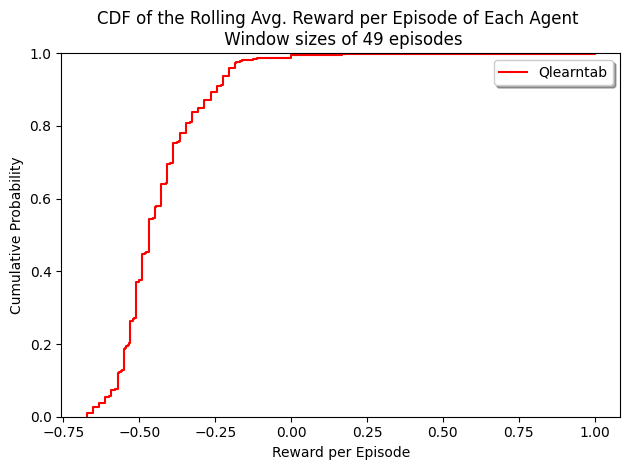 CDF of the Rolling Avg. Reward per Episode of Each Agent
Window sizes of 49 episodes
Qlearntab
Cumulative Probability
1.0
0.8
0.6
0.4
0.2
0.0
−0.75 −0.50 −0.25 0.00 0.25 0.50 0.75 1.00
Reward per Episode